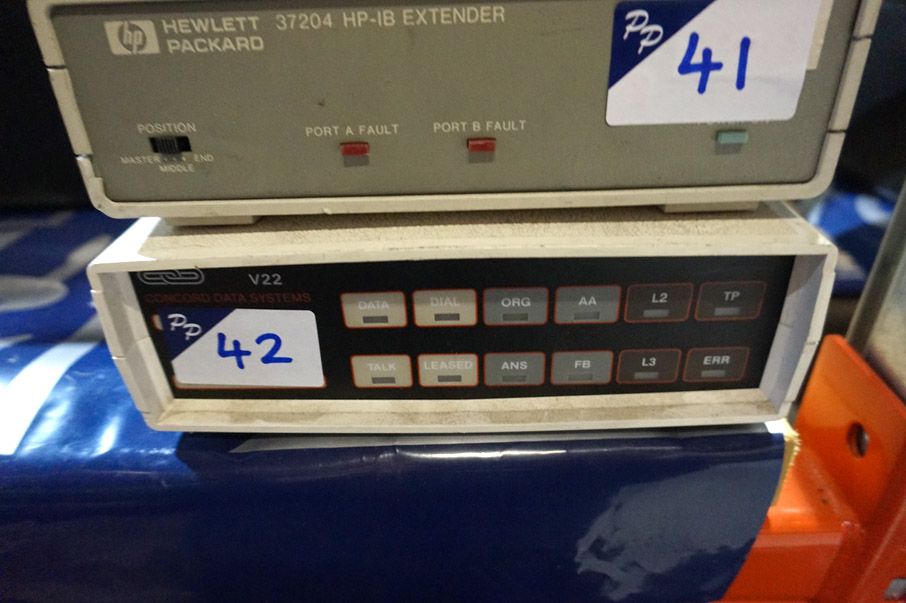 hp HEWLETT PACKARD 37204 HP-IB EXTENDER
PP 41
POSITION
MASTER END
MIDDLE
PORT A FAULT PORT B FAULT
V22
CONCORD DATA SYSTEMS
PP 42
DATA DIAL ORG AA L2 TP
TALK LEASED ANS FB L3 ERR